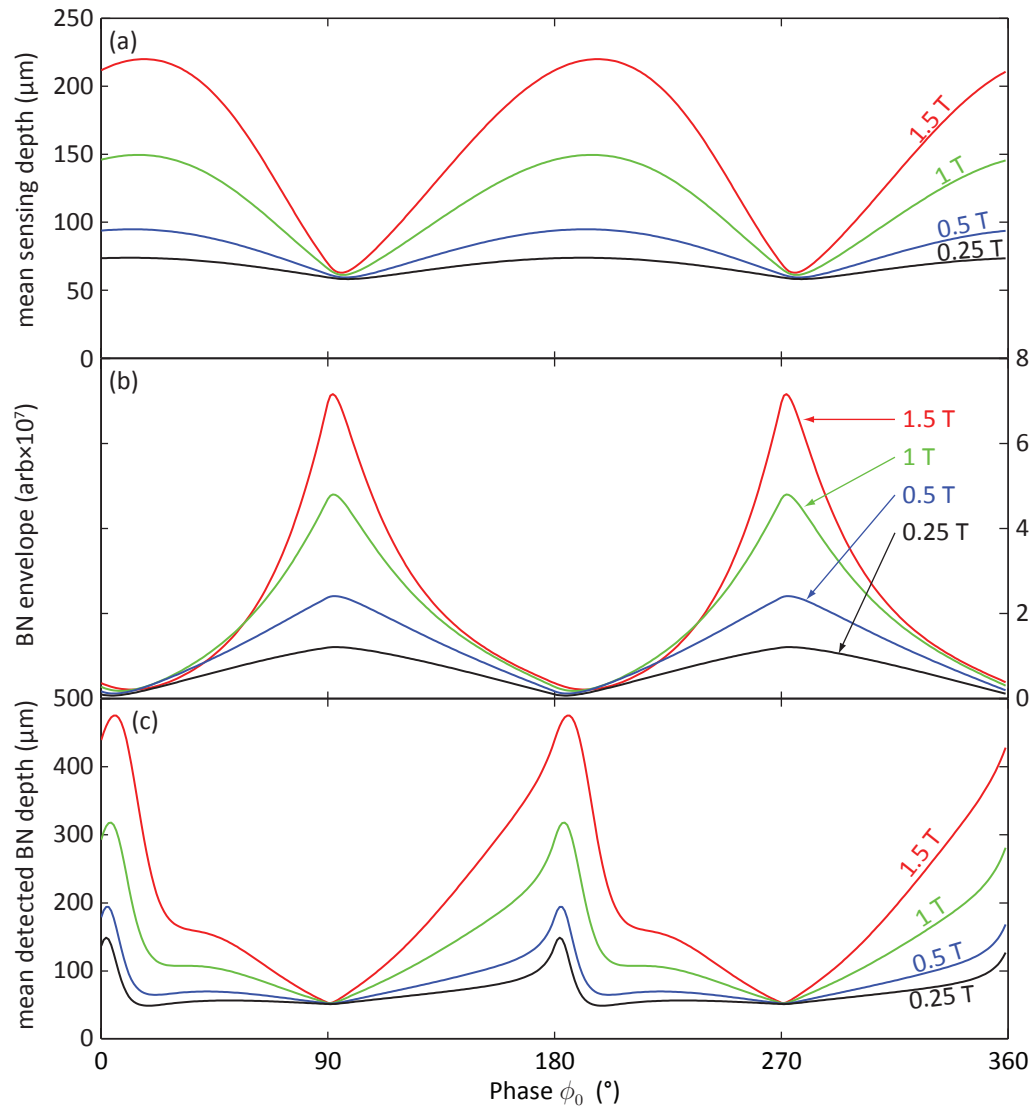 (a)
250
200
150
100
50
0
mean sensing depth (µm)
1.5 T
1 T
0.5 T
0.25 T
(b)
BN envelope (arb×10⁷)
8
6
4
2
0
1.5 T
1 T
0.5 T
0.25 T
(c)
500
400
300
200
100
0
mean detected BN depth (µm)
1.5 T
1 T
0.5 T
0.25 T
0 90 180 270 360
Phase ϕ₀ (°)